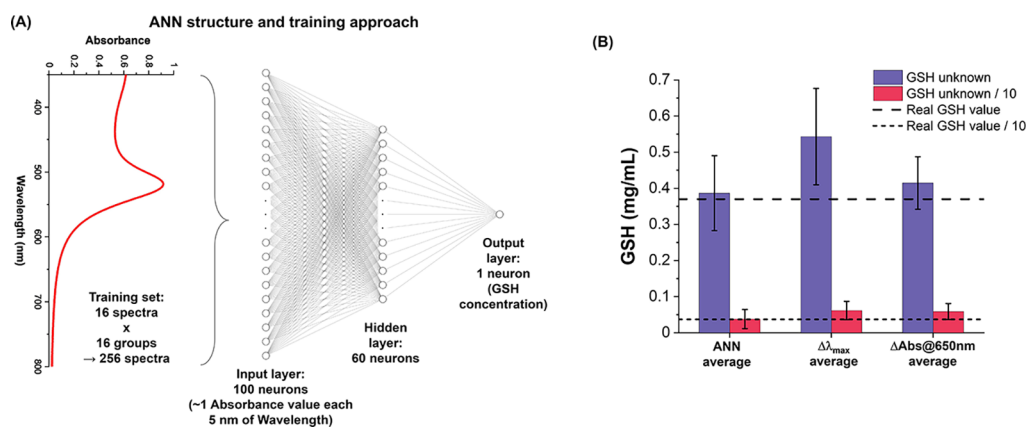 (A)
ANN structure and training approach
Absorbance
0
0.2
0.4
0.6
0.8
1
Wavelength (nm)
400
500
600
700
800
Training set:
16 spectra
x
16 groups
→ 256 spectra
Input layer:
100 neurons
(~1 Absorbance value each
5 nm of Wavelength)
Hidden
layer:
60 neurons
Output
layer:
1 neuron
(GSH
concentration)
(B)
GSH unknown
GSH unknown / 10
Real GSH value
Real GSH value / 10
GSH (mg/mL)
0.7
0.6
0.5
0.4
0.3
0.2
0.1
0
ANN
average
Δλmax
average
ΔAbs@650nm
average